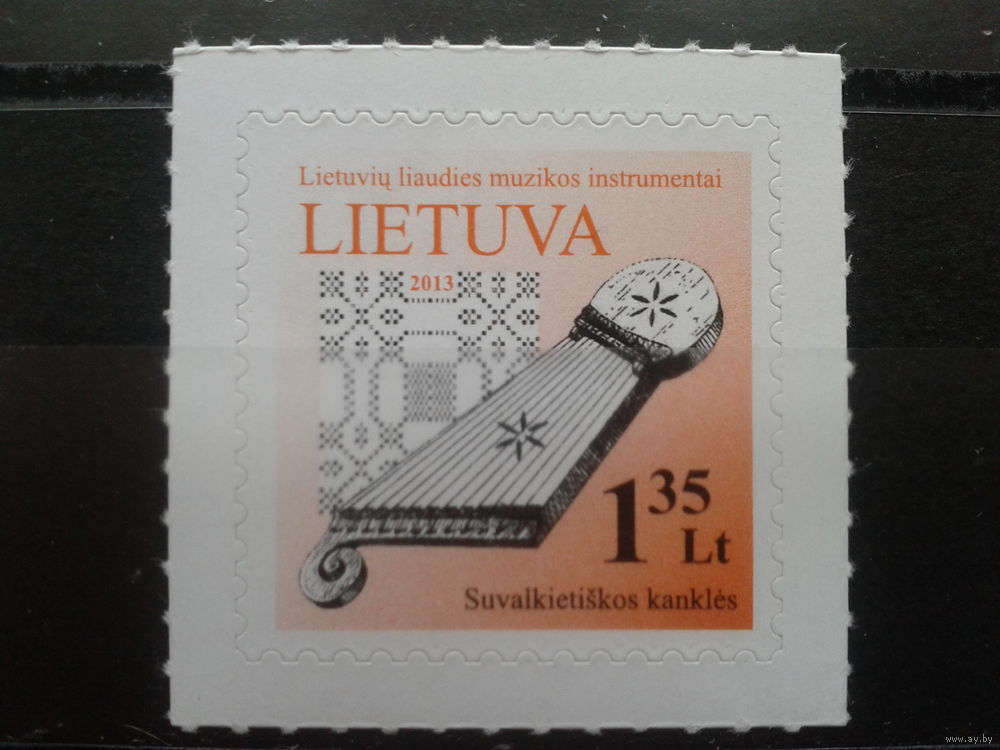 Lietuvių liaudies muzikos instrumentai
LIETUVA
2013
1 35 Lt
Suvalkietiškos kanklės
www.ay.by